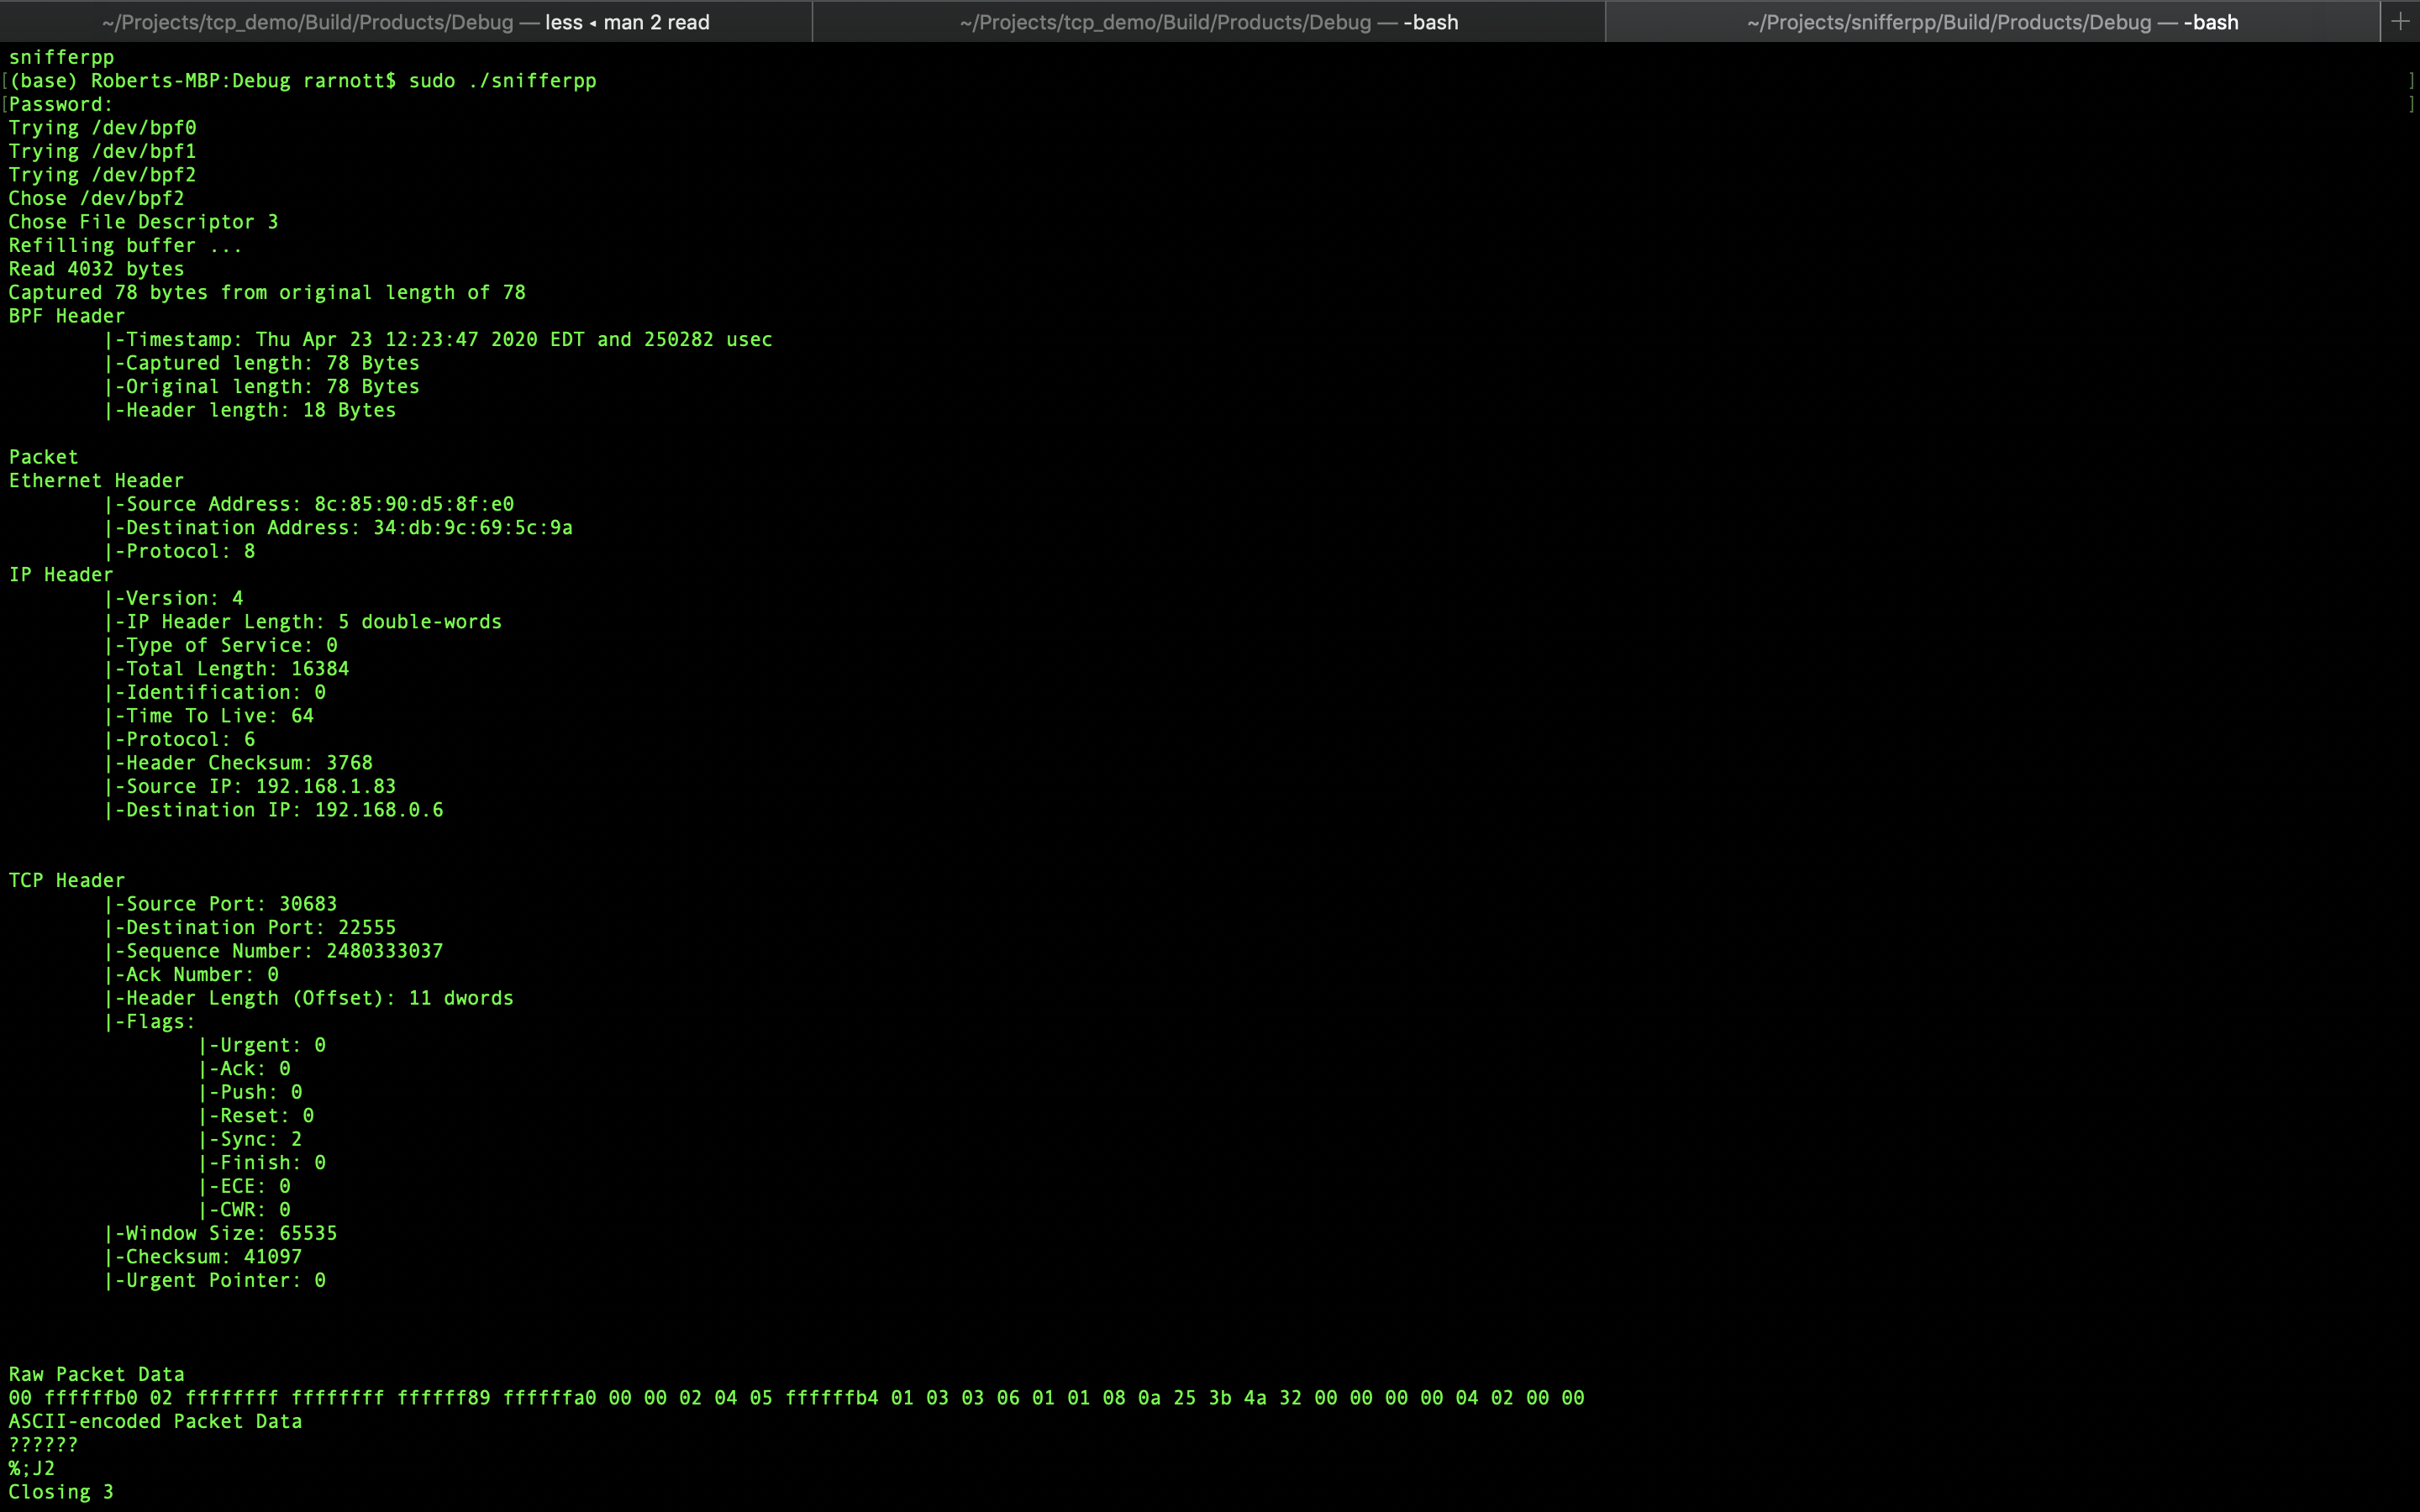 ~/Projects/tcp_demo/Build/Products/Debug — less ◂ man 2 read
~/Projects/tcp_demo/Build/Products/Debug — -bash
~/Projects/snifferpp/Build/Products/Debug — -bash
+
snifferpp
[(base) Roberts-MBP:Debug rarnott$ sudo ./snifferpp ]
[Password: ]
Trying /dev/bpf0
Trying /dev/bpf1
Trying /dev/bpf2
Chose /dev/bpf2
Chose File Descriptor 3
Refilling buffer ...
Read 4032 bytes
Captured 78 bytes from original length of 78
BPF Header
|-Timestamp: Thu Apr 23 12:23:47 2020 EDT and 250282 usec
|-Captured length: 78 Bytes
|-Original length: 78 Bytes
|-Header length: 18 Bytes
Packet
Ethernet Header
|-Source Address: 8c:85:90:d5:8f:e0
|-Destination Address: 34:db:9c:69:5c:9a
|-Protocol: 8
IP Header
|-Version: 4
|-IP Header Length: 5 double-words
|-Type of Service: 0
|-Total Length: 16384
|-Identification: 0
|-Time To Live: 64
|-Protocol: 6
|-Header Checksum: 3768
|-Source IP: 192.168.1.83
|-Destination IP: 192.168.0.6
TCP Header
|-Source Port: 30683
|-Destination Port: 22555
|-Sequence Number: 2480333037
|-Ack Number: 0
|-Header Length (Offset): 11 dwords
|-Flags:
|-Urgent: 0
|-Ack: 0
|-Push: 0
|-Reset: 0
|-Sync: 2
|-Finish: 0
|-ECE: 0
|-CWR: 0
|-Window Size: 65535
|-Checksum: 41097
|-Urgent Pointer: 0
Raw Packet Data
00 ffffffb0 02 ffffffff ffffffff ffffff89 ffffffa0 00 00 02 04 05 ffffffb4 01 03 03 06 01 01 08 0a 25 3b 4a 32 00 00 00 00 04 02 00 00
ASCII-encoded Packet Data
??????
%;J2
Closing 3